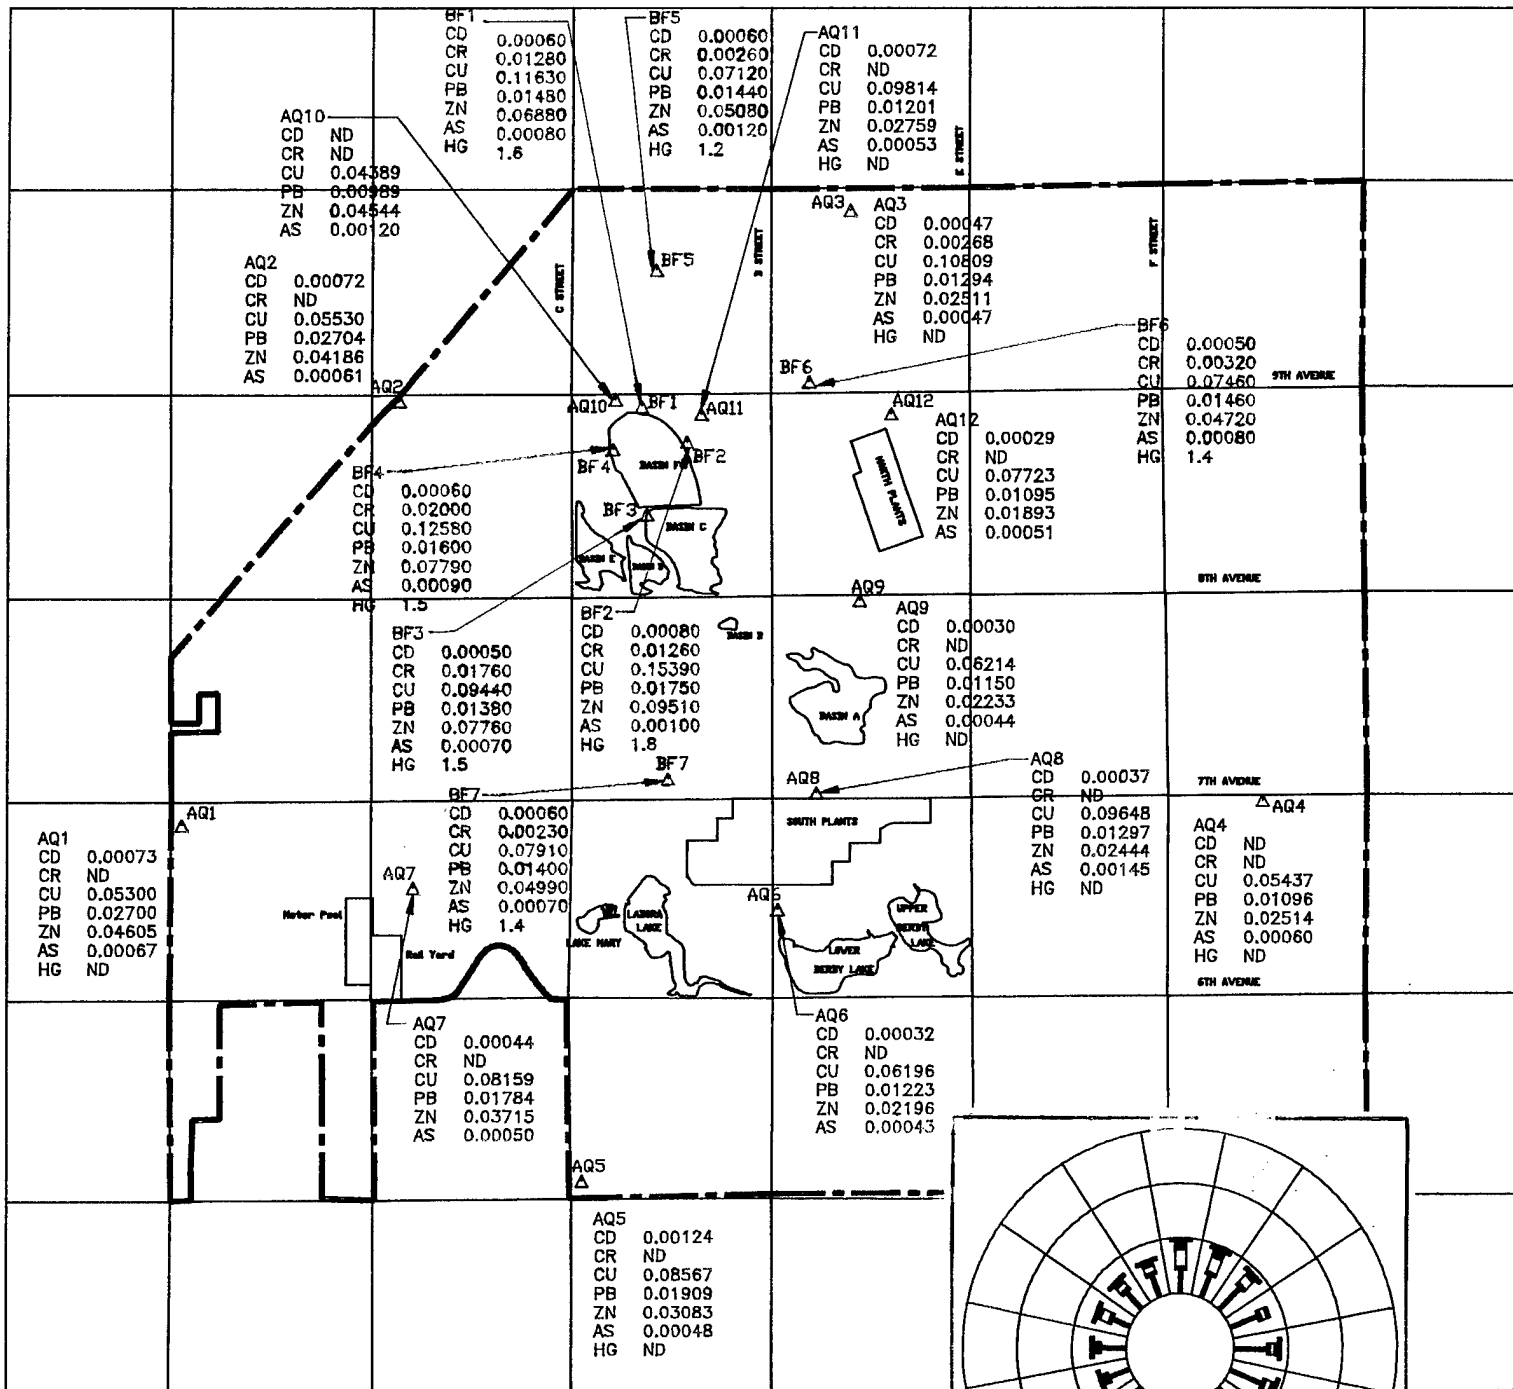 BF1
CD 0.00060
CR 0.01280
CU 0.11630
PB 0.01480
ZN 0.06880
AS 0.00080
HG 1.6
BF5
CD 0.00060
CR 0.00260
CU 0.07120
PB 0.01440
ZN 0.05080
AS 0.00120
HG 1.2
AQ11
CD 0.00072
CR ND
CU 0.09814
PB 0.01201
ZN 0.02759
AS 0.00053
HG ND
AQ10
CD ND
CR ND
CU 0.04389
PB 0.00989
ZN 0.04544
AS 0.00120
AQ2
CD 0.00072
CR ND
CU 0.05530
PB 0.02704
ZN 0.04186
AS 0.00061
AQ2
C STREET
D STREET
E STREET
F STREET
BF5
AQ3
AQ3
CD 0.00047
CR 0.00268
CU 0.10809
PB 0.01294
ZN 0.02511
AS 0.00047
HG ND
BF6
BF6
CD 0.00050
CR 0.00320
CU 0.07460
PB 0.01460
ZN 0.04720
AS 0.00080
HG 1.4
9TH AVENUE
AQ10
BF1
AQ11
BF4
BASIN F
BF2
BF3
BASIN C
BASIN E
BASIN D
AQ12
AQ12
CD 0.00029
CR ND
CU 0.07723
PB 0.01095
ZN 0.01893
AS 0.00051
NORTH PLANTS
BF4
CD 0.00060
CR 0.02000
CU 0.12580
PB 0.01600
ZN 0.07790
AS 0.00090
HG 1.5
8TH AVENUE
BF3
CD 0.00050
CR 0.01760
CU 0.09440
PB 0.01380
ZN 0.07760
AS 0.00070
HG 1.5
BF2
CD 0.00080
CR 0.01260
CU 0.15390
PB 0.01750
ZN 0.09510
AS 0.00100
HG 1.8
BASIN B
AQ9
AQ9
CD 0.00030
CR ND
CU 0.06214
PB 0.01150
ZN 0.02233
AS 0.00044
HG ND
BASIN A
BF7
BF7
CD 0.00060
CR 0.00230
CU 0.07910
PB 0.01400
ZN 0.04990
AS 0.00070
HG 1.4
AQ8
AQ8
CD 0.00037
CR ND
CU 0.09648
PB 0.01297
ZN 0.02444
AS 0.00145
HG ND
7TH AVENUE
AQ4
AQ4
CD ND
CR ND
CU 0.05437
PB 0.01096
ZN 0.02514
AS 0.00060
HG ND
6TH AVENUE
AQ1
AQ1
CD 0.00073
CR ND
CU 0.05300
PB 0.02700
ZN 0.04605
AS 0.00067
HG ND
SOUTH PLANTS
AQ7
Motor Pool
Rail Yard
LAKE MARY
LADORA
LAKE
AQ6
UPPER
DERBY
LAKE
LOWER
DERBY LAKE
AQ7
CD 0.00044
CR ND
CU 0.08159
PB 0.01784
ZN 0.03715
AS 0.00050
AQ6
CD 0.00032
CR ND
CU 0.06196
PB 0.01223
ZN 0.02196
AS 0.00043
AQ5
AQ5
CD 0.00124
CR ND
CU 0.08567
PB 0.01909
ZN 0.03083
AS 0.00048
HG ND